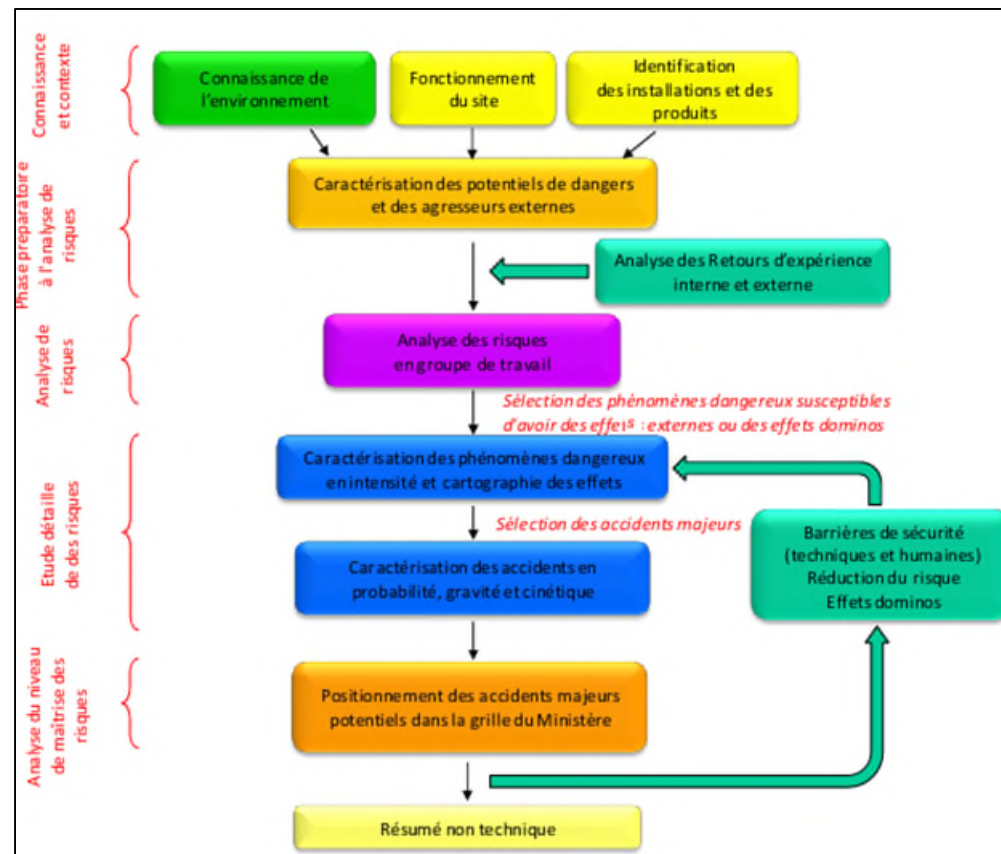 Connaissance
et contexte
Connaissance de
l'environnement
Fonctionnement
du site
Identification
des installations et des
produits
Phase preparatoire
à l'analyse de
risques
Caractérisation des potentiels de dangers
et des agresseurs externes
Analyse des Retours d'expérience
interne et externe
Analyse de
risques
Analyse des risques
en groupe de travail
Sélection des phénomènes dangereux susceptibles
d'avoir des effets : externes ou des effets dominos
Etude détaille
de des risques
Caractérisation des phénomènes dangereux
en intensité et cartographie des effets
Sélection des accidents majeurs
Caractérisation des accidents en
probabilité, gravité et cinétique
Barrières de sécurité
(techniques et humaines)
Réduction du risque
Effets dominos
Analyse du niveau
de maîtrise des
risques
Positionnement des accidents majeurs
potentiels dans la grille du Ministère
Résumé non technique